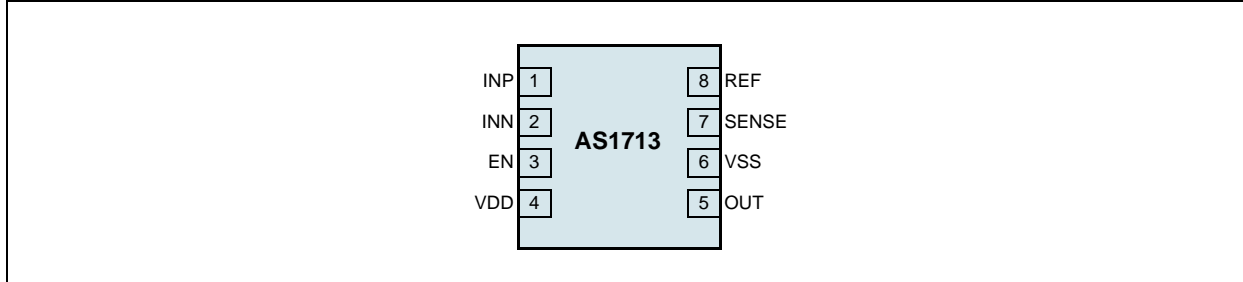 INP 1 8 REF
INN 2 7 SENSE
AS1713
EN 3 6 VSS
VDD 4 5 OUT